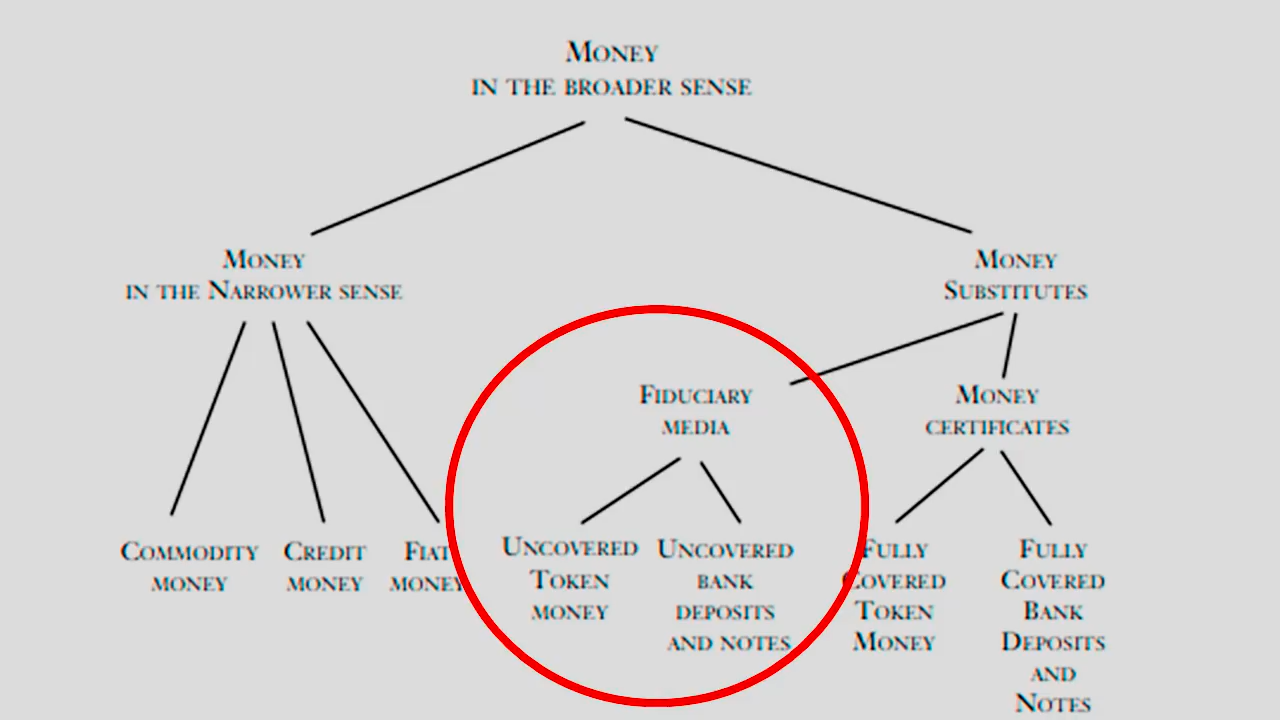 Money
in the broader sense
Money
in the Narrower sense
Money
Substitutes
Fiduciary
media
Money
certificates
Commodity
money
Credit
money
Fiat
money
Uncovered
Token
money
Uncovered
bank
deposits
and notes
Fully
Covered
Token
Money
Fully
Covered
Bank
Deposits
and
Notes